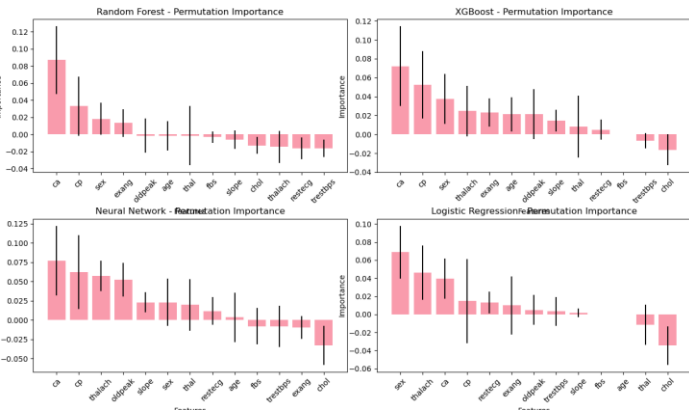 Random Forest - Permutation Importance
Importance
0.12
0.10
0.08
0.06
0.04
0.02
0.00
−0.02
−0.04
ca
cp
sex
exang
oldpeak
age
thal
fbs
slope
chol
thalach
restecg
trestbps
XGBoost - Permutation Importance
Importance
0.12
0.10
0.08
0.06
0.04
0.02
0.00
−0.02
−0.04
ca
cp
sex
thalach
exang
age
oldpeak
slope
thal
restecg
fbs
trestbps
chol
Neural Network - Permutation Importance
0.125
0.100
0.075
0.050
0.025
0.000
−0.025
−0.050
ca
cp
thalach
oldpeak
slope
sex
thal
restecg
age
fbs
trestbps
exang
chol
Features
Logistic Regression - Permutation Importance
Importance
0.10
0.08
0.06
0.04
0.02
0.00
−0.02
−0.04
−0.06
sex
thalach
ca
cp
restecg
exang
oldpeak
trestbps
slope
fbs
age
thal
chol
Features